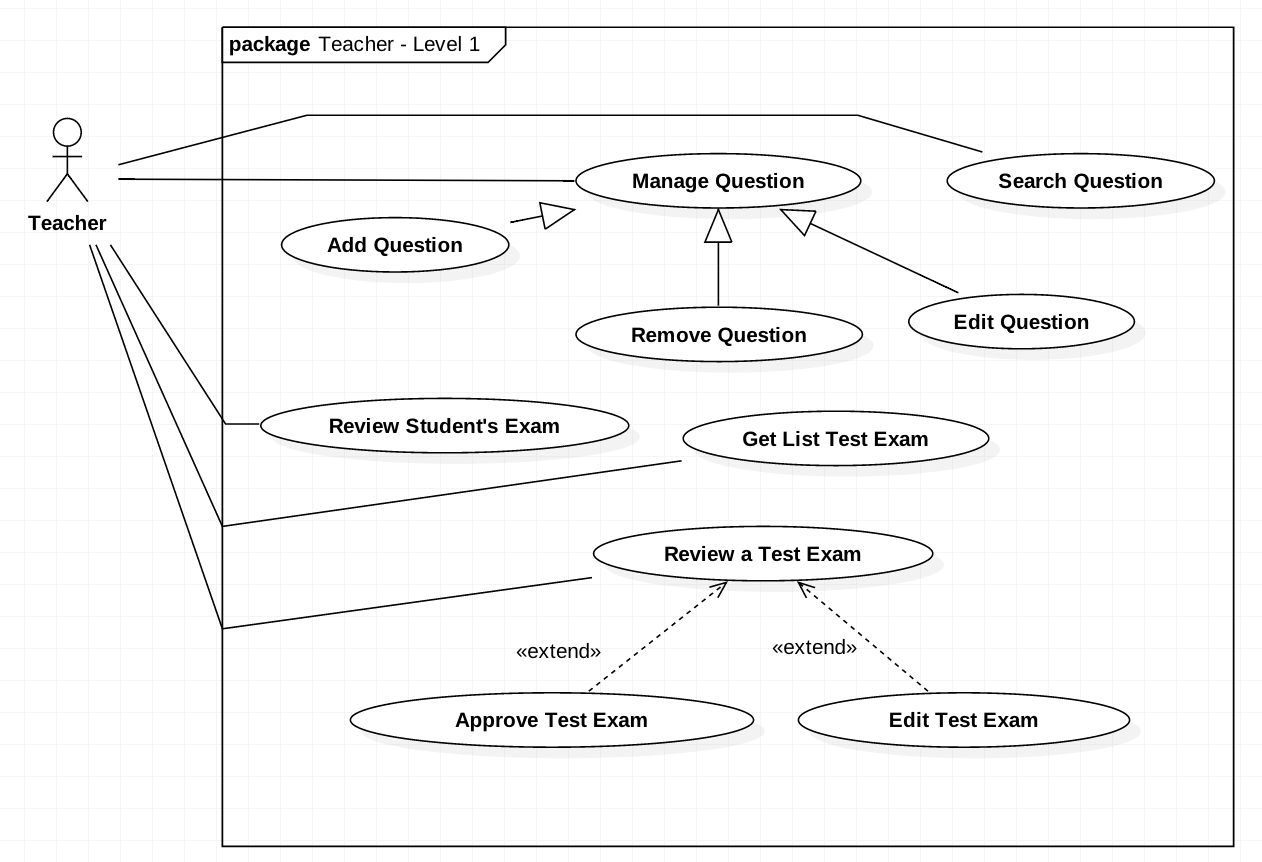 package Teacher - Level 1
Manage Question
Search Question
Teacher
Add Question
Edit Question
Remove Question
Review Student's Exam
Get List Test Exam
Review a Test Exam
«extend»
«extend»
Approve Test Exam
Edit Test Exam